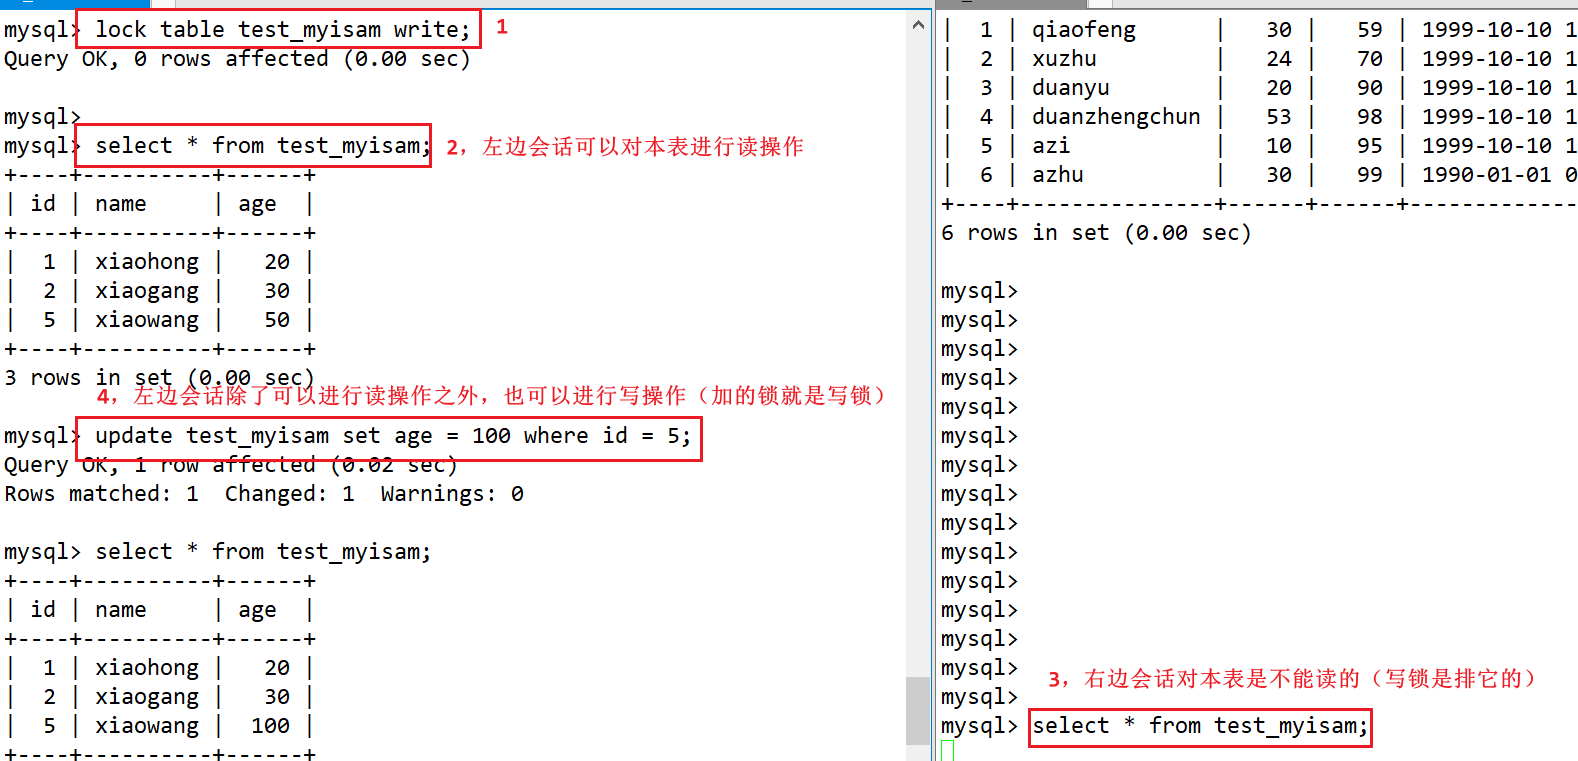 mysql> lock table test_myisam write; 1
Query OK, 0 rows affected (0.00 sec)
mysql>
mysql> select * from test_myisam; 2，左边会话可以对本表进行读操作
+----+----------+------+
| id | name     | age  |
+----+----------+------+
|  1 | xiaohong |   20 |
|  2 | xiaogang |   30 |
|  5 | xiaowang |   50 |
+----+----------+------+
3 rows in set (0.00 sec)
4，左边会话除了可以进行读操作之外，也可以进行写操作（加的锁就是写锁）
mysql> update test_myisam set age = 100 where id = 5;
Query OK, 1 row affected (0.02 sec)
Rows matched: 1  Changed: 1  Warnings: 0
mysql> select * from test_myisam;
+----+----------+------+
| id | name     | age  |
+----+----------+------+
|  1 | xiaohong |   20 |
|  2 | xiaogang |   30 |
|  5 | xiaowang |  100 |
+----+----------+------+
|  1 | qiaofeng      |   30 |   59 | 1999-10-10 1
|  2 | xuzhu         |   24 |   70 | 1999-10-10 1
|  3 | duanyu        |   20 |   90 | 1999-10-10 1
|  4 | duanzhengchun |   53 |   98 | 1999-10-10 1
|  5 | azi           |   10 |   95 | 1999-10-10 1
|  6 | azhu          |   30 |   99 | 1990-01-01 0
+----+---------------+------+------+-------------
6 rows in set (0.00 sec)
mysql>
mysql>
mysql>
mysql>
mysql>
mysql>
mysql>
mysql>
mysql>
mysql>
mysql>
mysql>
mysql>
mysql>
3，右边会话对本表是不能读的（写锁是排它的）
mysql>
mysql> select * from test_myisam;